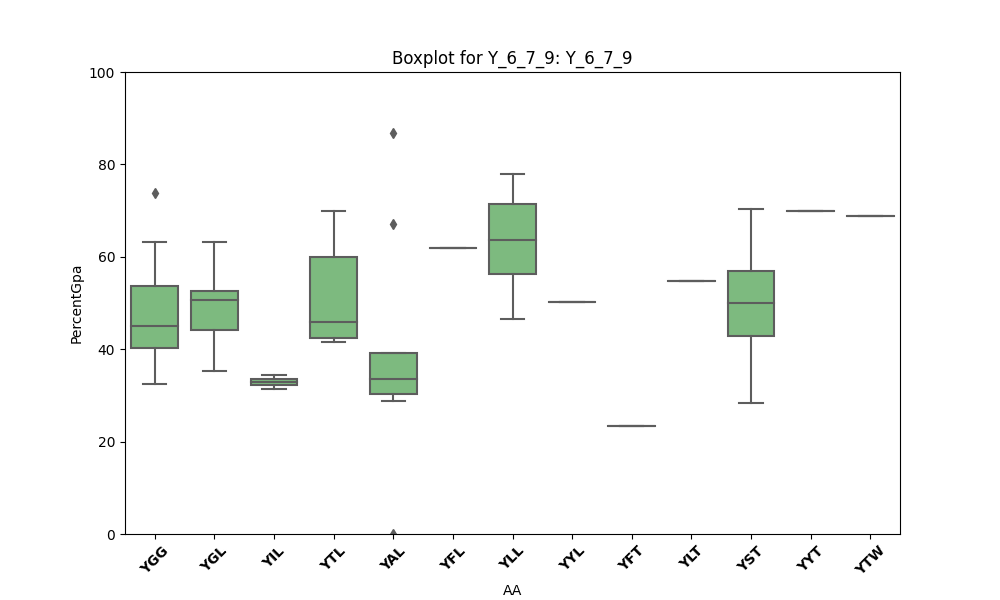 Boxplot for Y_6_7_9: Y_6_7_9
100
80
60
40
20
0
PercentGpa
YGG YGL YIL YTL YAL YFL YLL YYL YFT YLT YST YYT YTW
AA